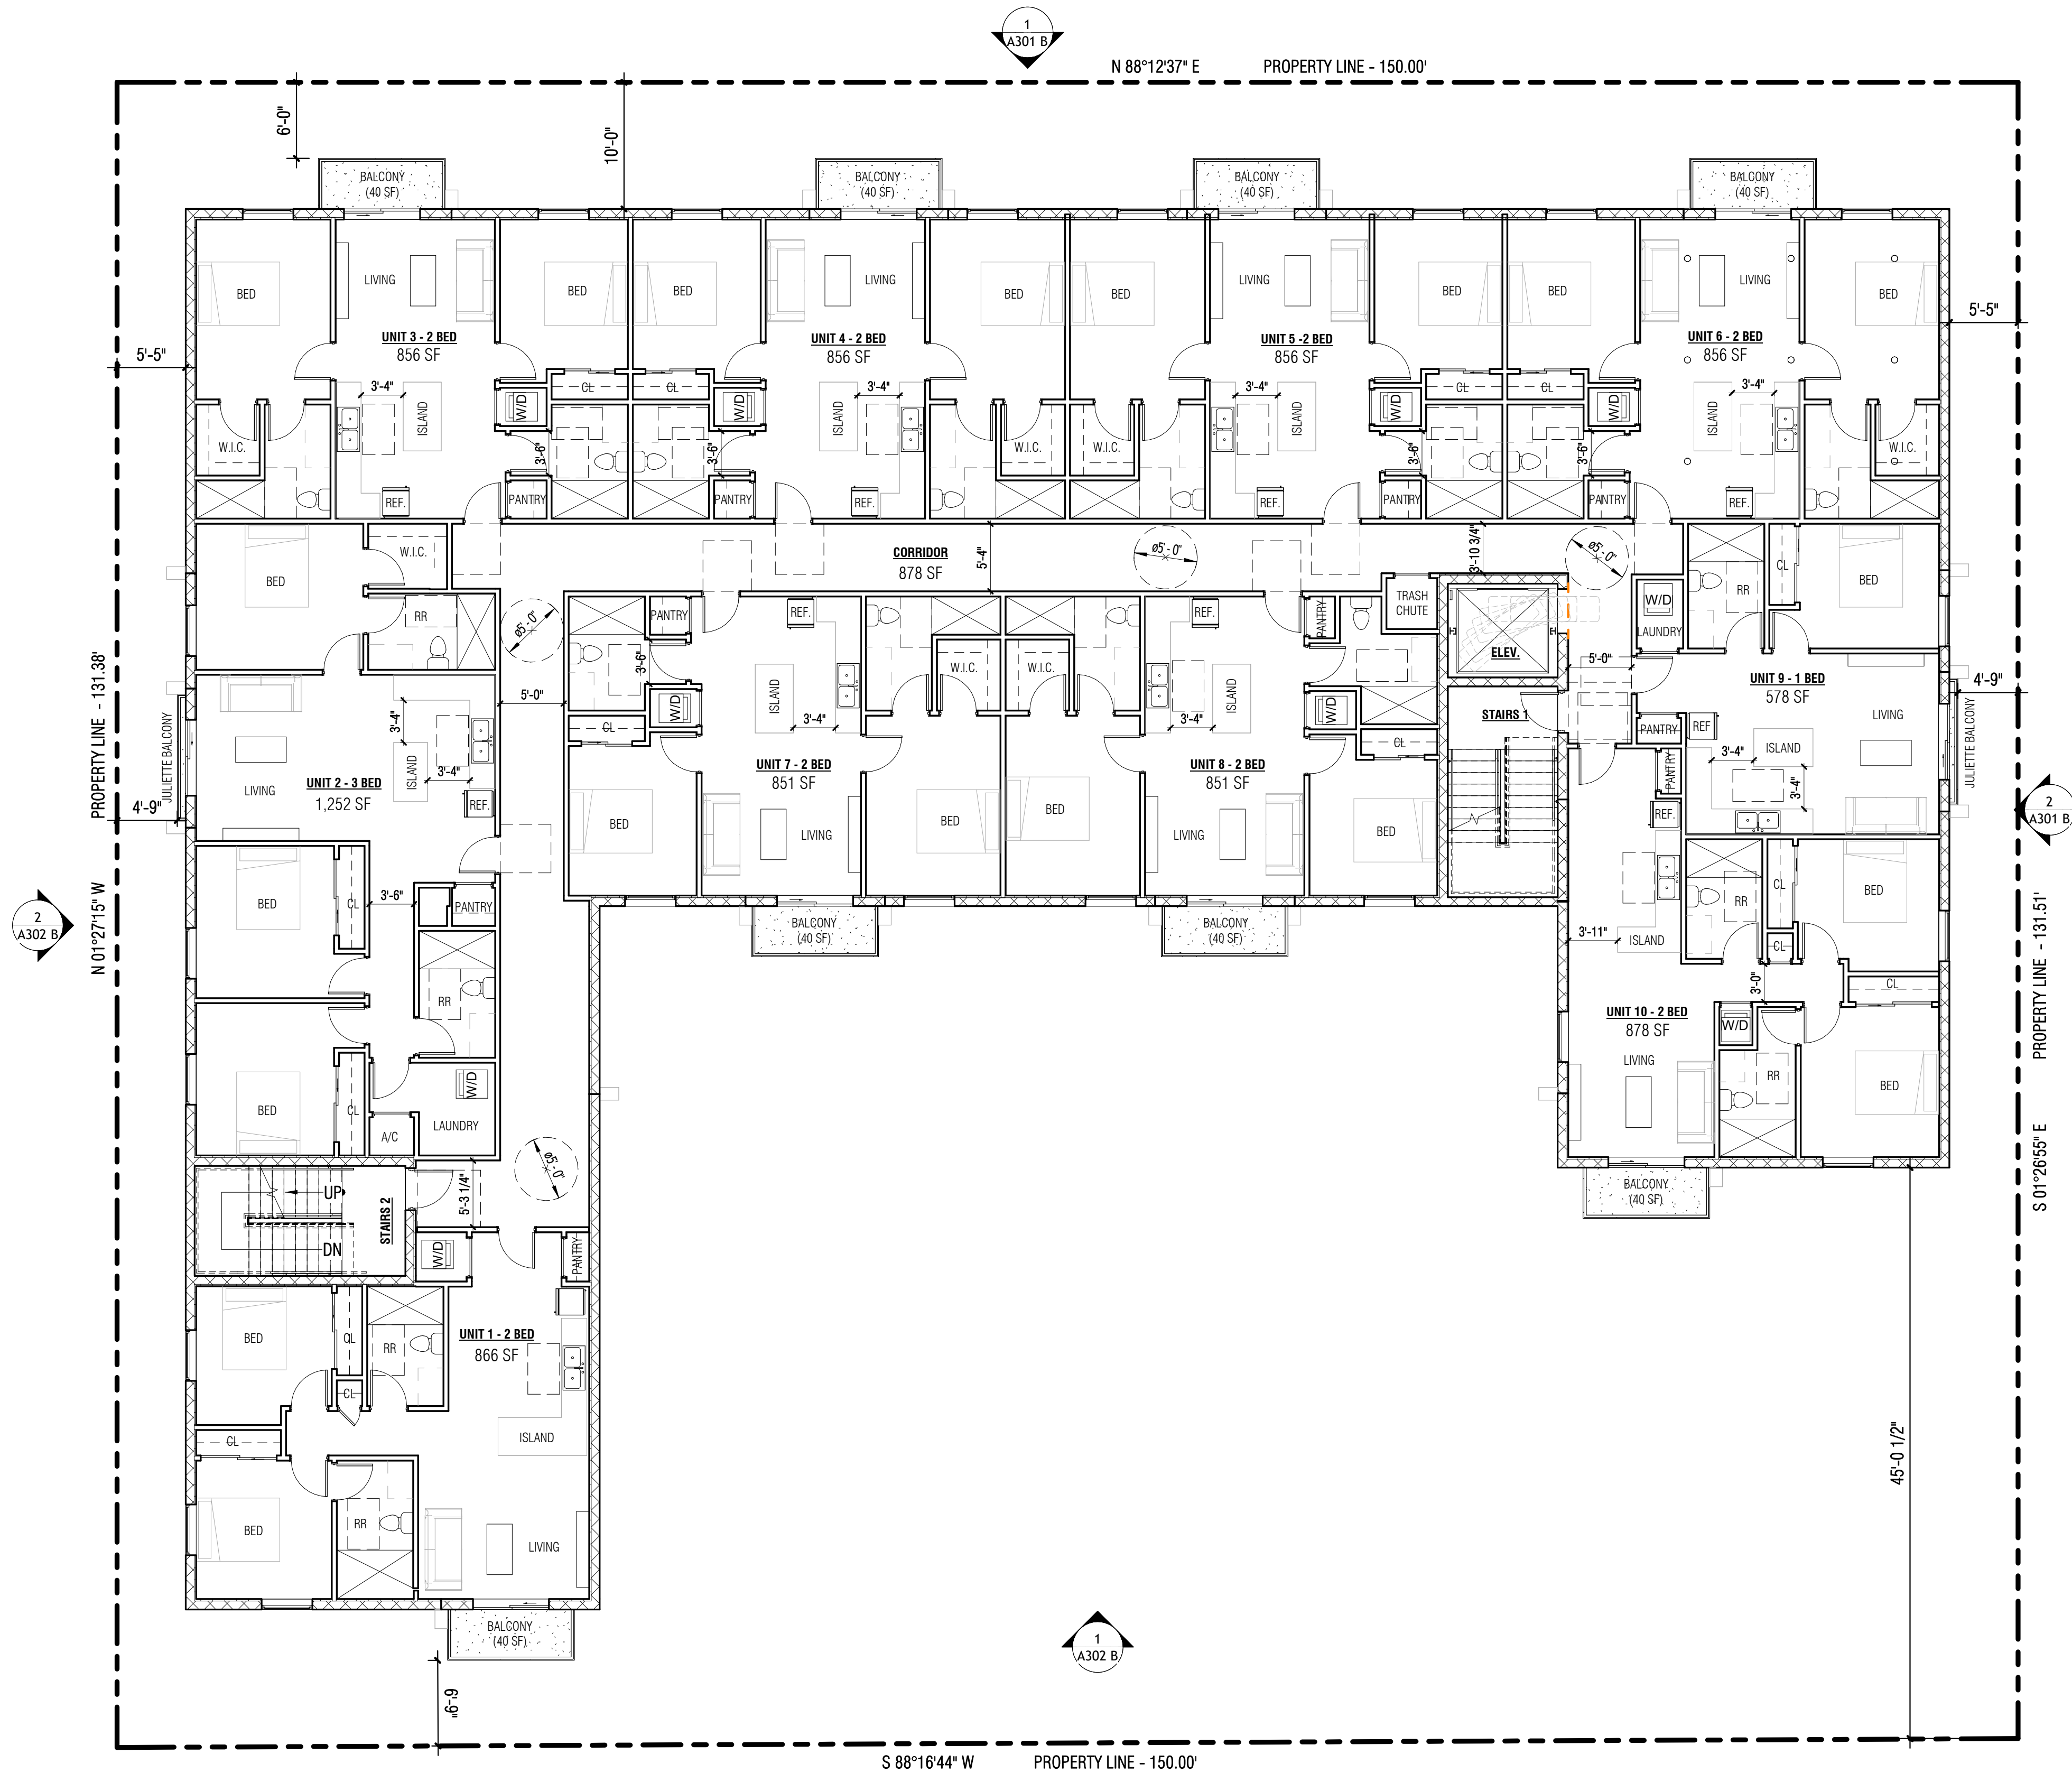 1
A301 B
N 88°12'37" E PROPERTY LINE - 150.00'
6'-0"
10'-0"
BALCONY
(40 SF)
BALCONY
(40 SF)
BALCONY
(40 SF)
BALCONY
(40 SF)
BED
LIVING
BED
BED
LIVING
BED
BED
LIVING
BED
BED
LIVING
BED
5'-5"
5'-5"
UNIT 3 - 2 BED
856 SF
UNIT 4 - 2 BED
856 SF
UNIT 5 -2 BED
856 SF
UNIT 6 - 2 BED
856 SF
3'-4"
CL
CL
3'-4"
3'-4"
CL
CL
3'-4"
ISLAND
W/D
W/D
ISLAND
ISLAND
W/D
W/D
ISLAND
W.I.C.
3'-6"
3'-6"
W.I.C.
W.I.C.
3'-6"
3'-6"
W.I.C.
REF.
PANTRY
PANTRY
REF.
REF.
PANTRY
PANTRY
REF.
W.I.C.
CORRIDOR
878 SF
5'-4"
ø5'- 0"
3'-10 3/4"
ø5'- 0"
BED
RR
ø5'- 0"
PANTRY
REF.
REF.
PANTRY
TRASH
CHUTE
W/D
LAUNDRY
RR
CL
BED
3'-6"
W.I.C.
W.I.C.
ELEV.
5'-0"
5'-0"
ISLAND
3'-4"
W/D
CL
3'-4"
ISLAND
W/D
CL
STAIRS 1
PANTRY
REF
UNIT 9 - 1 BED
578 SF
LIVING
4'-9"
JULIETTE BALCONY
PROPERTY LINE - 131.38'
JULIETTE BALCONY
4'-9"
3'-4"
ISLAND
3'-4"
REF.
UNIT 2 - 3 BED
1,252 SF
LIVING
UNIT 7 - 2 BED
851 SF
UNIT 8 - 2 BED
851 SF
BED
LIVING
BED
BED
LIVING
BED
PANTRY
REF.
3'-4"
ISLAND
3'-4"
2
A301 B
BED
CL
3'-6"
PANTRY
BALCONY
(40 SF)
BALCONY
(40 SF)
RR
CL
CL
BED
3'-11"
ISLAND
2
A302 B
N 01°27'15" W
RR
3'-0"
CL
UNIT 10 - 2 BED
878 SF
W/D
LIVING
RR
BED
PROPERTY LINE - 131.51'
S 01°26'55" E
BED
CL
A/C
W/D
LAUNDRY
UP
DN
STAIRS 2
5'-3 1/4"
ø5'- 0"
BALCONY
(40 SF)
W/D
PANTRY
BED
CL
CL
RR
UNIT 1 - 2 BED
866 SF
ISLAND
CL
BED
RR
LIVING
45'-0 1/2"
BALCONY
(40 SF)
6'-9"
1
A302 B
S 88°16'44" W PROPERTY LINE - 150.00'